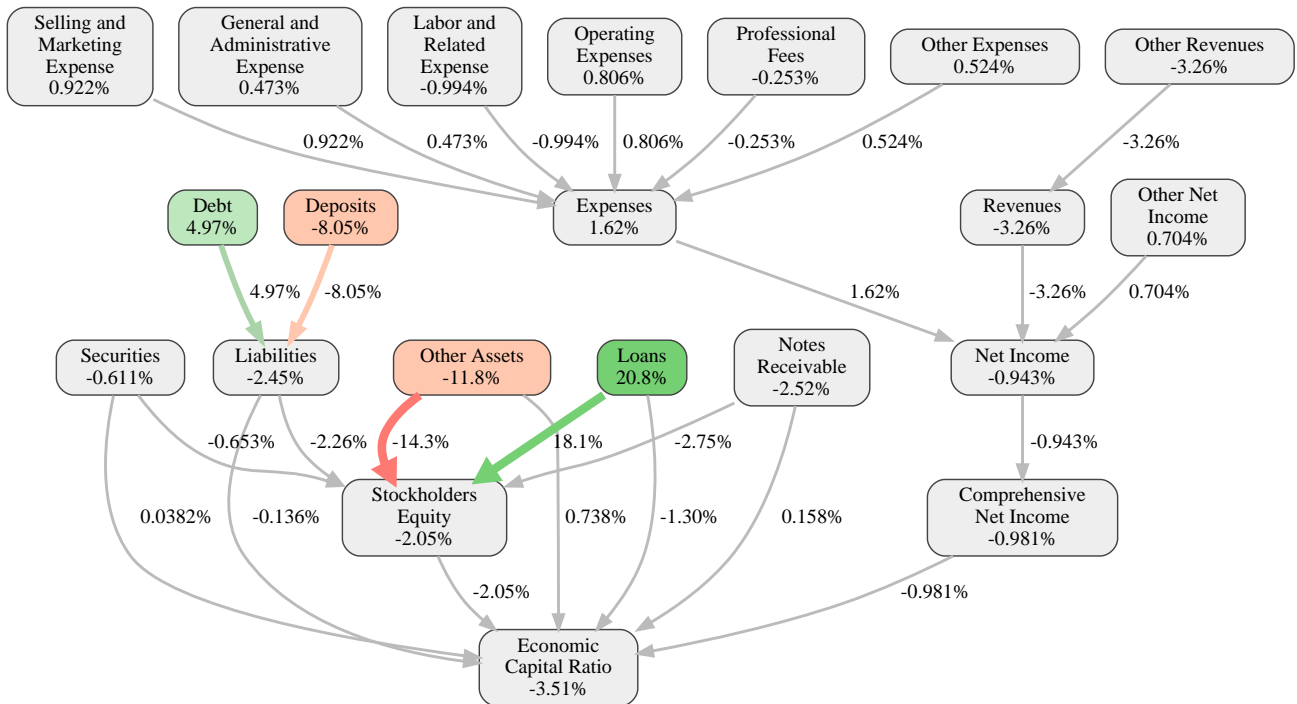 Selling and
Marketing
Expense
0.922%
General and
Administrative
Expense
0.473%
Labor and
Related
Expense
-0.994%
Operating
Expenses
0.806%
Professional
Fees
-0.253%
Other Expenses
0.524%
Other Revenues
-3.26%
0.922%
0.473%
-0.994%
0.806%
-0.253%
0.524%
-3.26%
Debt
4.97%
Deposits
-8.05%
Expenses
1.62%
Revenues
-3.26%
Other Net
Income
0.704%
4.97%
-8.05%
1.62%
-3.26%
0.704%
Securities
-0.611%
Liabilities
-2.45%
Other Assets
-11.8%
Loans
20.8%
Notes
Receivable
-2.52%
Net Income
-0.943%
-0.653%
-2.26%
-14.3%
18.1%
-2.75%
-0.943%
Stockholders
Equity
-2.05%
Comprehensive
Net Income
-0.981%
0.0382%
-0.136%
0.738%
-1.30%
0.158%
-2.05%
-0.981%
Economic
Capital Ratio
-3.51%